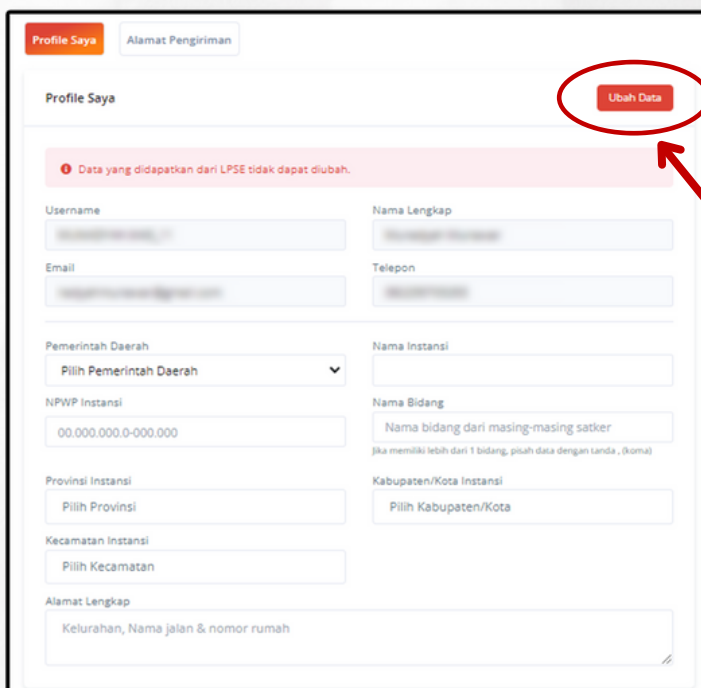 Profile Saya
Alamat Pengiriman
Profile Saya
Ubah Data
Data yang didapatkan dari LPSE tidak dapat diubah.
Username
Nama Lengkap
Email
Telepon
Pemerintah Daerah
Nama Instansi
Pilih Pemerintah Daerah
NPWP Instansi
Nama Bidang
00.000.000.0-000.000
Nama bidang dari masing-masing satker
Jika memiliki lebih dari 1 bidang, pisah data dengan tanda , (koma)
Provinsi Instansi
Kabupaten/Kota Instansi
Pilih Provinsi
Pilih Kabupaten/Kota
Kecamatan Instansi
Pilih Kecamatan
Alamat Lengkap
Kelurahan, Nama jalan & nomor rumah